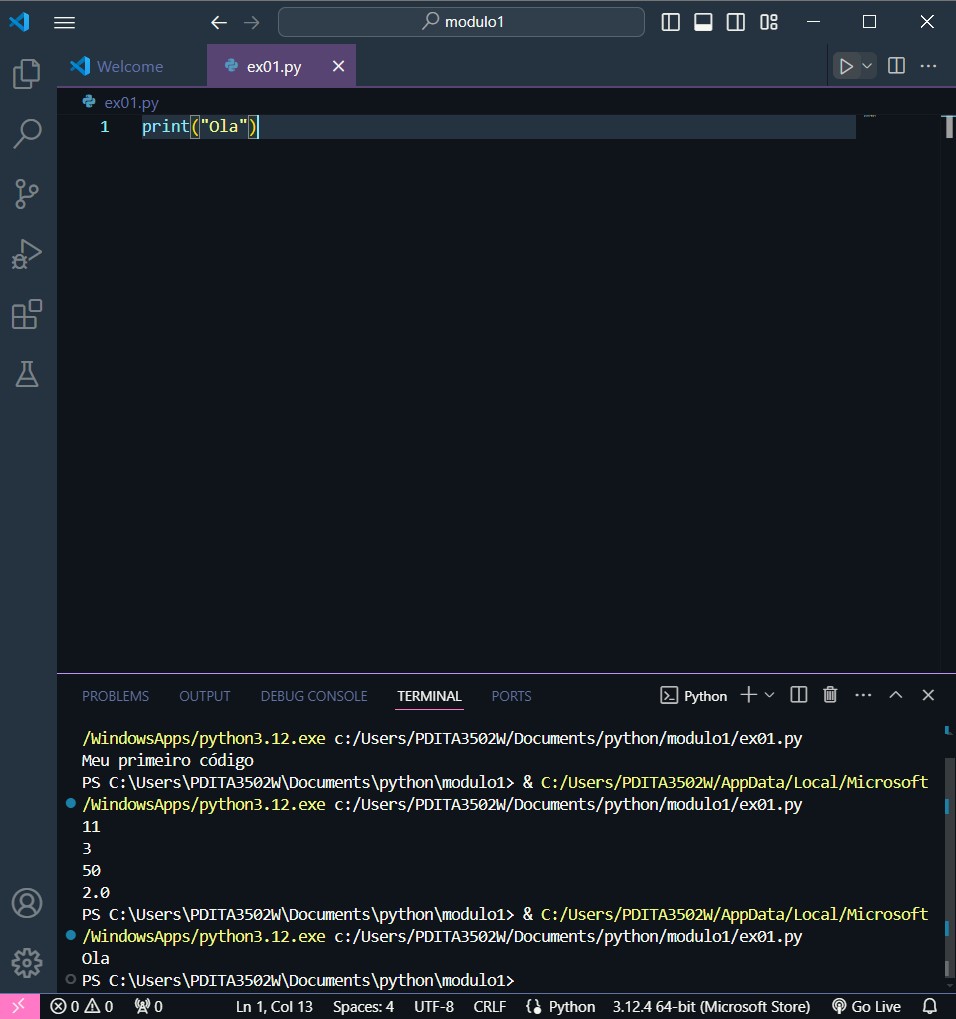 modulo1
Welcome
ex01.py
ex01.py
1 print("Ola")
PROBLEMS OUTPUT DEBUG CONSOLE TERMINAL PORTS Python
/WindowsApps/python3.12.exe c:/Users/PDITA3502W/Documents/python/modulo1/ex01.py
Meu primeiro código
PS C:\Users\PDITA3502W\Documents\python\modulo1> & C:/Users/PDITA3502W/AppData/Local/Microsoft
/WindowsApps/python3.12.exe c:/Users/PDITA3502W/Documents/python/modulo1/ex01.py
11
3
50
2.0
PS C:\Users\PDITA3502W\Documents\python\modulo1> & C:/Users/PDITA3502W/AppData/Local/Microsoft
/WindowsApps/python3.12.exe c:/Users/PDITA3502W/Documents/python/modulo1/ex01.py
Ola
PS C:\Users\PDITA3502W\Documents\python\modulo1>
0 0 0 Ln 1, Col 13 Spaces: 4 UTF-8 CRLF Python 3.12.4 64-bit (Microsoft Store) Go Live